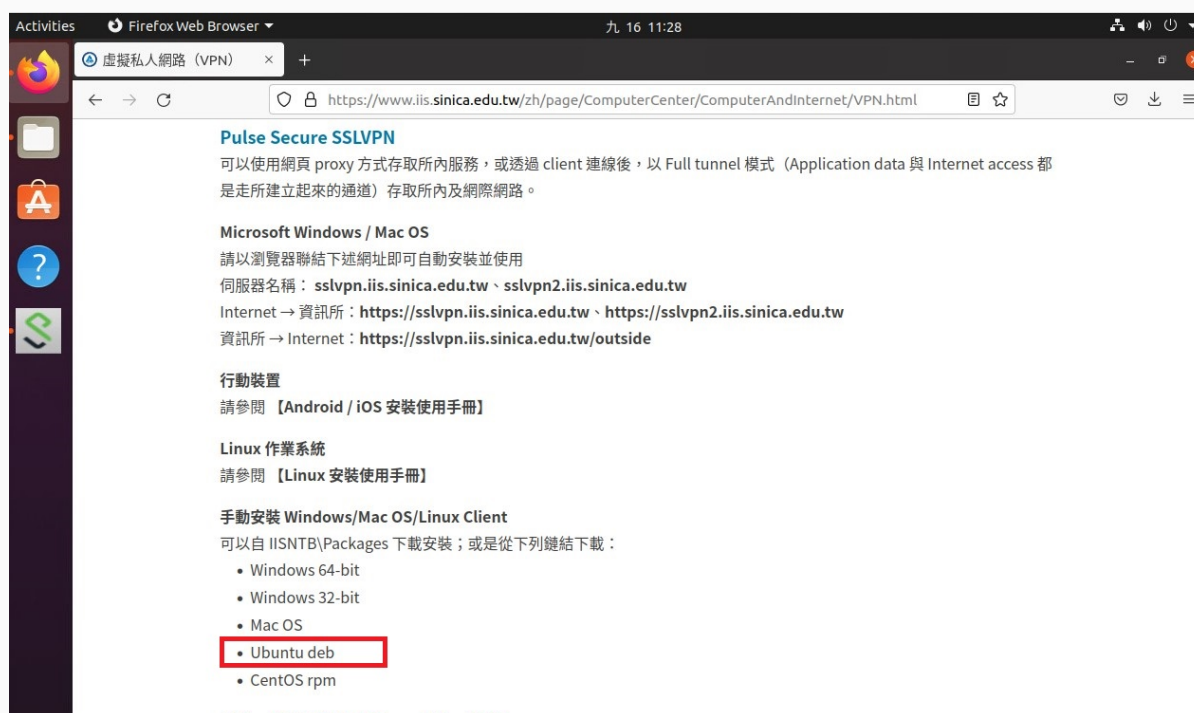 Activities Firefox Web Browser 九 16 11:28
虛擬私人網路（VPN） × +
https://www.iis.sinica.edu.tw/zh/page/ComputerCenter/ComputerAndInternet/VPN.html
Pulse Secure SSLVPN
可以使用網頁 proxy 方式存取所內服務，或透過 client 連線後，以 Full tunnel 模式（Application data 與 Internet access 都
是走所建立起來的通道）存取所內及網際網路。
Microsoft Windows / Mac OS
請以瀏覽器聯結下述網址即可自動安裝並使用
伺服器名稱： sslvpn.iis.sinica.edu.tw、sslvpn2.iis.sinica.edu.tw
Internet → 資訊所：https://sslvpn.iis.sinica.edu.tw、https://sslvpn2.iis.sinica.edu.tw
資訊所 → Internet：https://sslvpn.iis.sinica.edu.tw/outside
行動裝置
請參閱 【Android / iOS 安裝使用手冊】
Linux 作業系統
請參閱 【Linux 安裝使用手冊】
手動安裝 Windows/Mac OS/Linux Client
可以自 IISNTB\Packages 下載安裝；或是從下列鏈結下載：
• Windows 64-bit
• Windows 32-bit
• Mac OS
• Ubuntu deb
• CentOS rpm